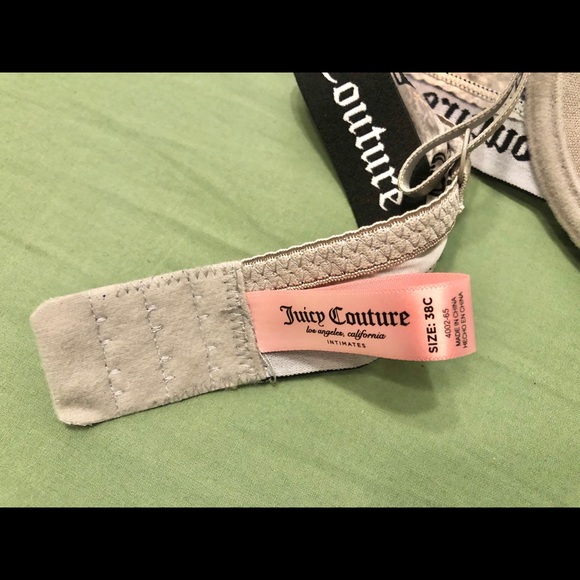 Couture
Juicy Couture
los angeles, california
INTIMATES
SIZE: 38C
4002-65
MADE IN CHINA
HECHO EN CHINA